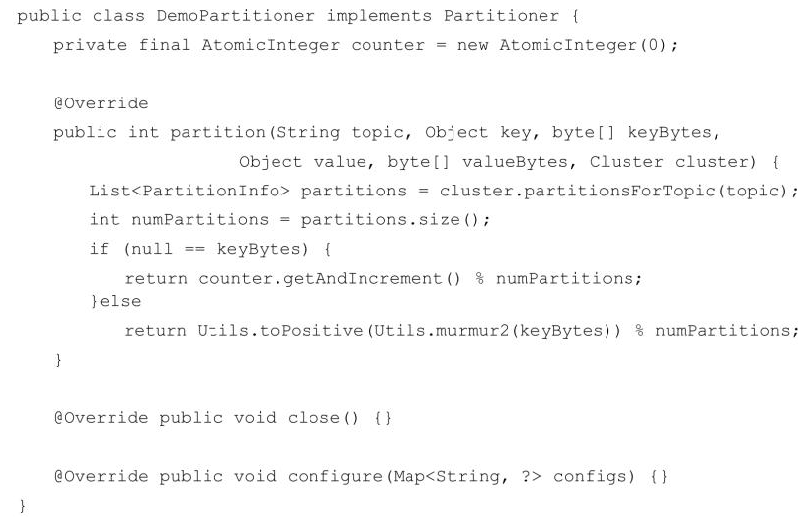 public class DemoPartitioner implements Partitioner {
    private final AtomicInteger counter = new AtomicInteger(0);

    @Override
    public int partition(String topic, Object key, byte[] keyBytes,
                         Object value, byte[] valueBytes, Cluster cluster) {
        List<PartitionInfo> partitions = cluster.partitionsForTopic(topic);
        int numPartitions = partitions.size();
        if (null == keyBytes) {
            return counter.getAndIncrement() % numPartitions;
        }else
            return Utils.toPositive(Utils.murmur2(keyBytes)) % numPartitions;
    }

    @Override public void close() {}

    @Override public void configure(Map<String, ?> configs) {}
}